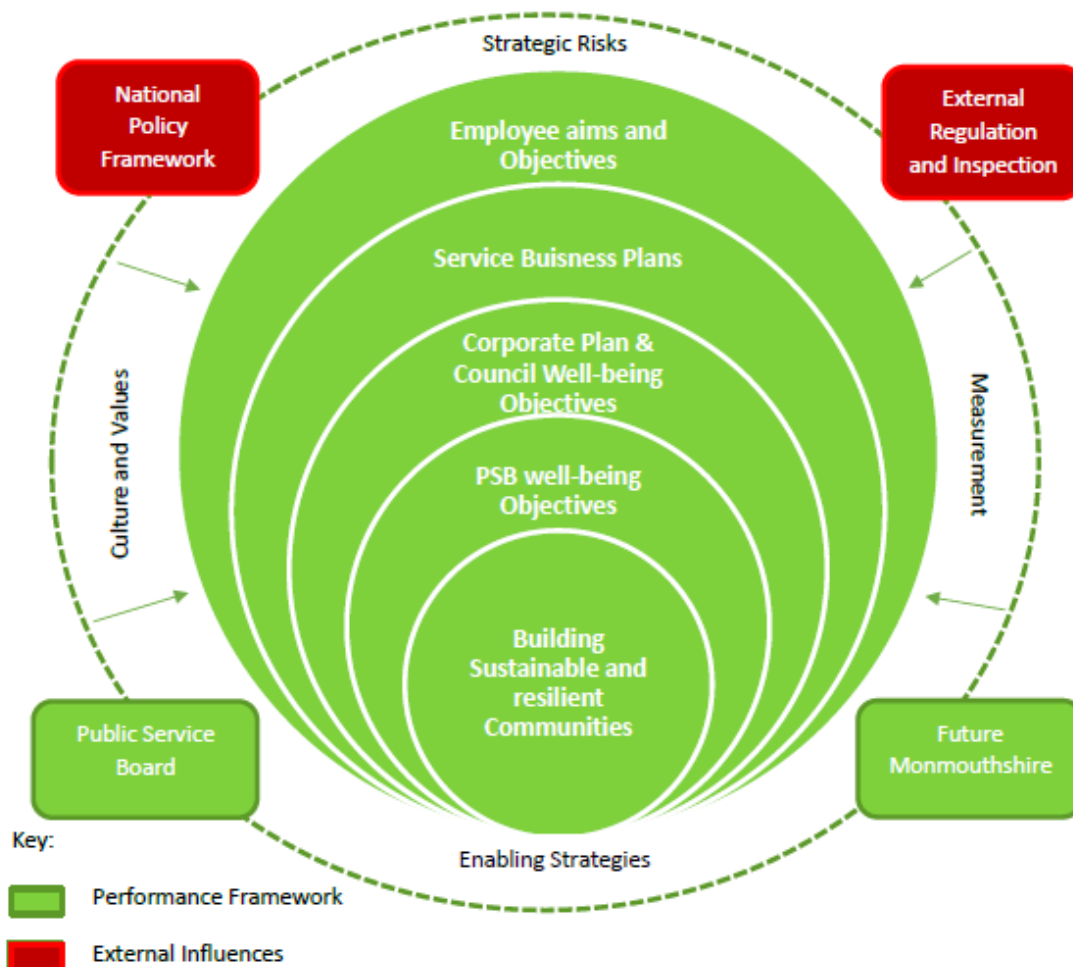 Strategic Risks
National
Policy
Framework
External
Regulation
and Inspection
Employee aims and
Objectives
Service Buisness Plans
Corporate Plan &
Council Well-being
Objectives
Culture and Values
Measurement
PSB well-being
Objectives
Building
Sustainable and
resilient
Communities
Public Service
Board
Future
Monmouthshire
Enabling Strategies
Key:
Performance Framework
External Influences